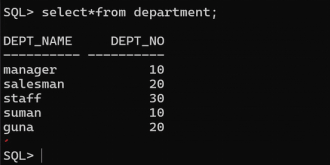 SQL> select*from department;
DEPT_NAME     DEPT_NO
---------- ----------
manager            10
salesman           20
staff              30
suman              10
guna               20
SQL>